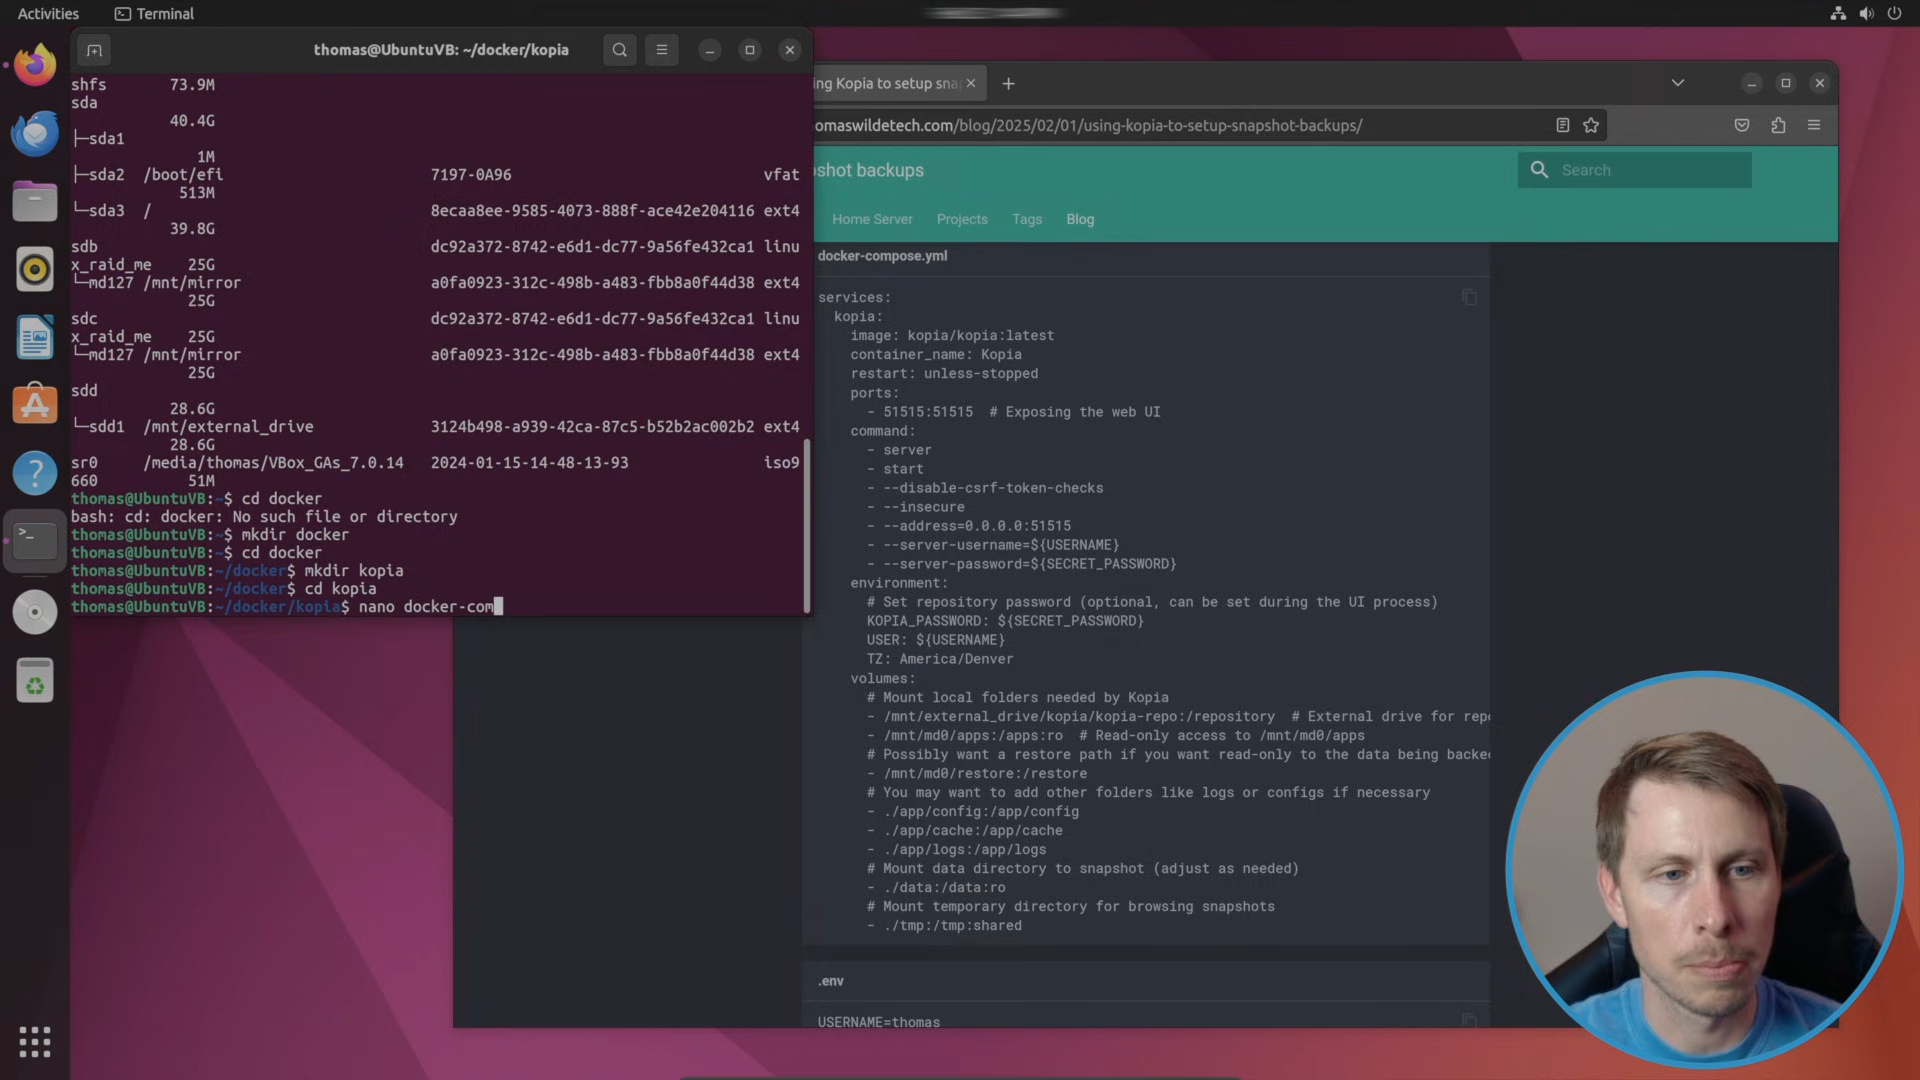 Activities
Terminal
thomas@UbuntuVB: ~/docker/kopia
shfs 73.9M
sda
40.4G
├─sda1
1M
├─sda2 /boot/efi 7197-0A96 vfat
513M
└─sda3 / 8ecaa8ee-9585-4073-888f-ace42e204116 ext4
39.8G
sdb dc92a372-8742-e6d1-dc77-9a56fe432ca1 linu
x_raid_me 25G
└─md127 /mnt/mirror a0fa0923-312c-498b-a483-fbb8a0f44d38 ext4
25G
sdc dc92a372-8742-e6d1-dc77-9a56fe432ca1 linu
x_raid_me 25G
└─md127 /mnt/mirror a0fa0923-312c-498b-a483-fbb8a0f44d38 ext4
25G
sdd
28.6G
└─sdd1 /mnt/external_drive 3124b498-a939-42ca-87c5-b52b2ac002b2 ext4
28.6G
sr0 /media/thomas/VBox_GAs_7.0.14 2024-01-15-14-48-13-93 iso9
660 51M
thomas@UbuntuVB:~$ cd docker
bash: cd: docker: No such file or directory
thomas@UbuntuVB:~$ mkdir docker
thomas@UbuntuVB:~$ cd docker
thomas@UbuntuVB:~/docker$ mkdir kopia
thomas@UbuntuVB:~/docker$ cd kopia
thomas@UbuntuVB:~/docker/kopia$ nano docker-com
ing Kopia to setup sna
omaswildetech.com/blog/2025/02/01/using-kopia-to-setup-snapshot-backups/
shot backups
Search
Home Server Projects Tags Blog
docker-compose.yml
services:
kopia:
image: kopia/kopia:latest
container_name: Kopia
restart: unless-stopped
ports:
- 51515:51515 # Exposing the web UI
command:
- server
- start
- --disable-csrf-token-checks
- --insecure
- --address=0.0.0.0:51515
- --server-username=${USERNAME}
- --server-password=${SECRET_PASSWORD}
environment:
# Set repository password (optional, can be set during the UI process)
KOPIA_PASSWORD: ${SECRET_PASSWORD}
USER: ${USERNAME}
TZ: America/Denver
volumes:
# Mount local folders needed by Kopia
- /mnt/external_drive/kopia/kopia-repo:/repository # External drive for repo
- /mnt/md0/apps:/apps:ro # Read-only access to /mnt/md0/apps
# Possibly want a restore path if you want read-only to the data being backe
- /mnt/md0/restore:/restore
# You may want to add other folders like logs or configs if necessary
- ./app/config:/app/config
- ./app/cache:/app/cache
- ./app/logs:/app/logs
# Mount data directory to snapshot (adjust as needed)
- ./data:/data:ro
# Mount temporary directory for browsing snapshots
- ./tmp:/tmp:shared
.env
USERNAME=thomas